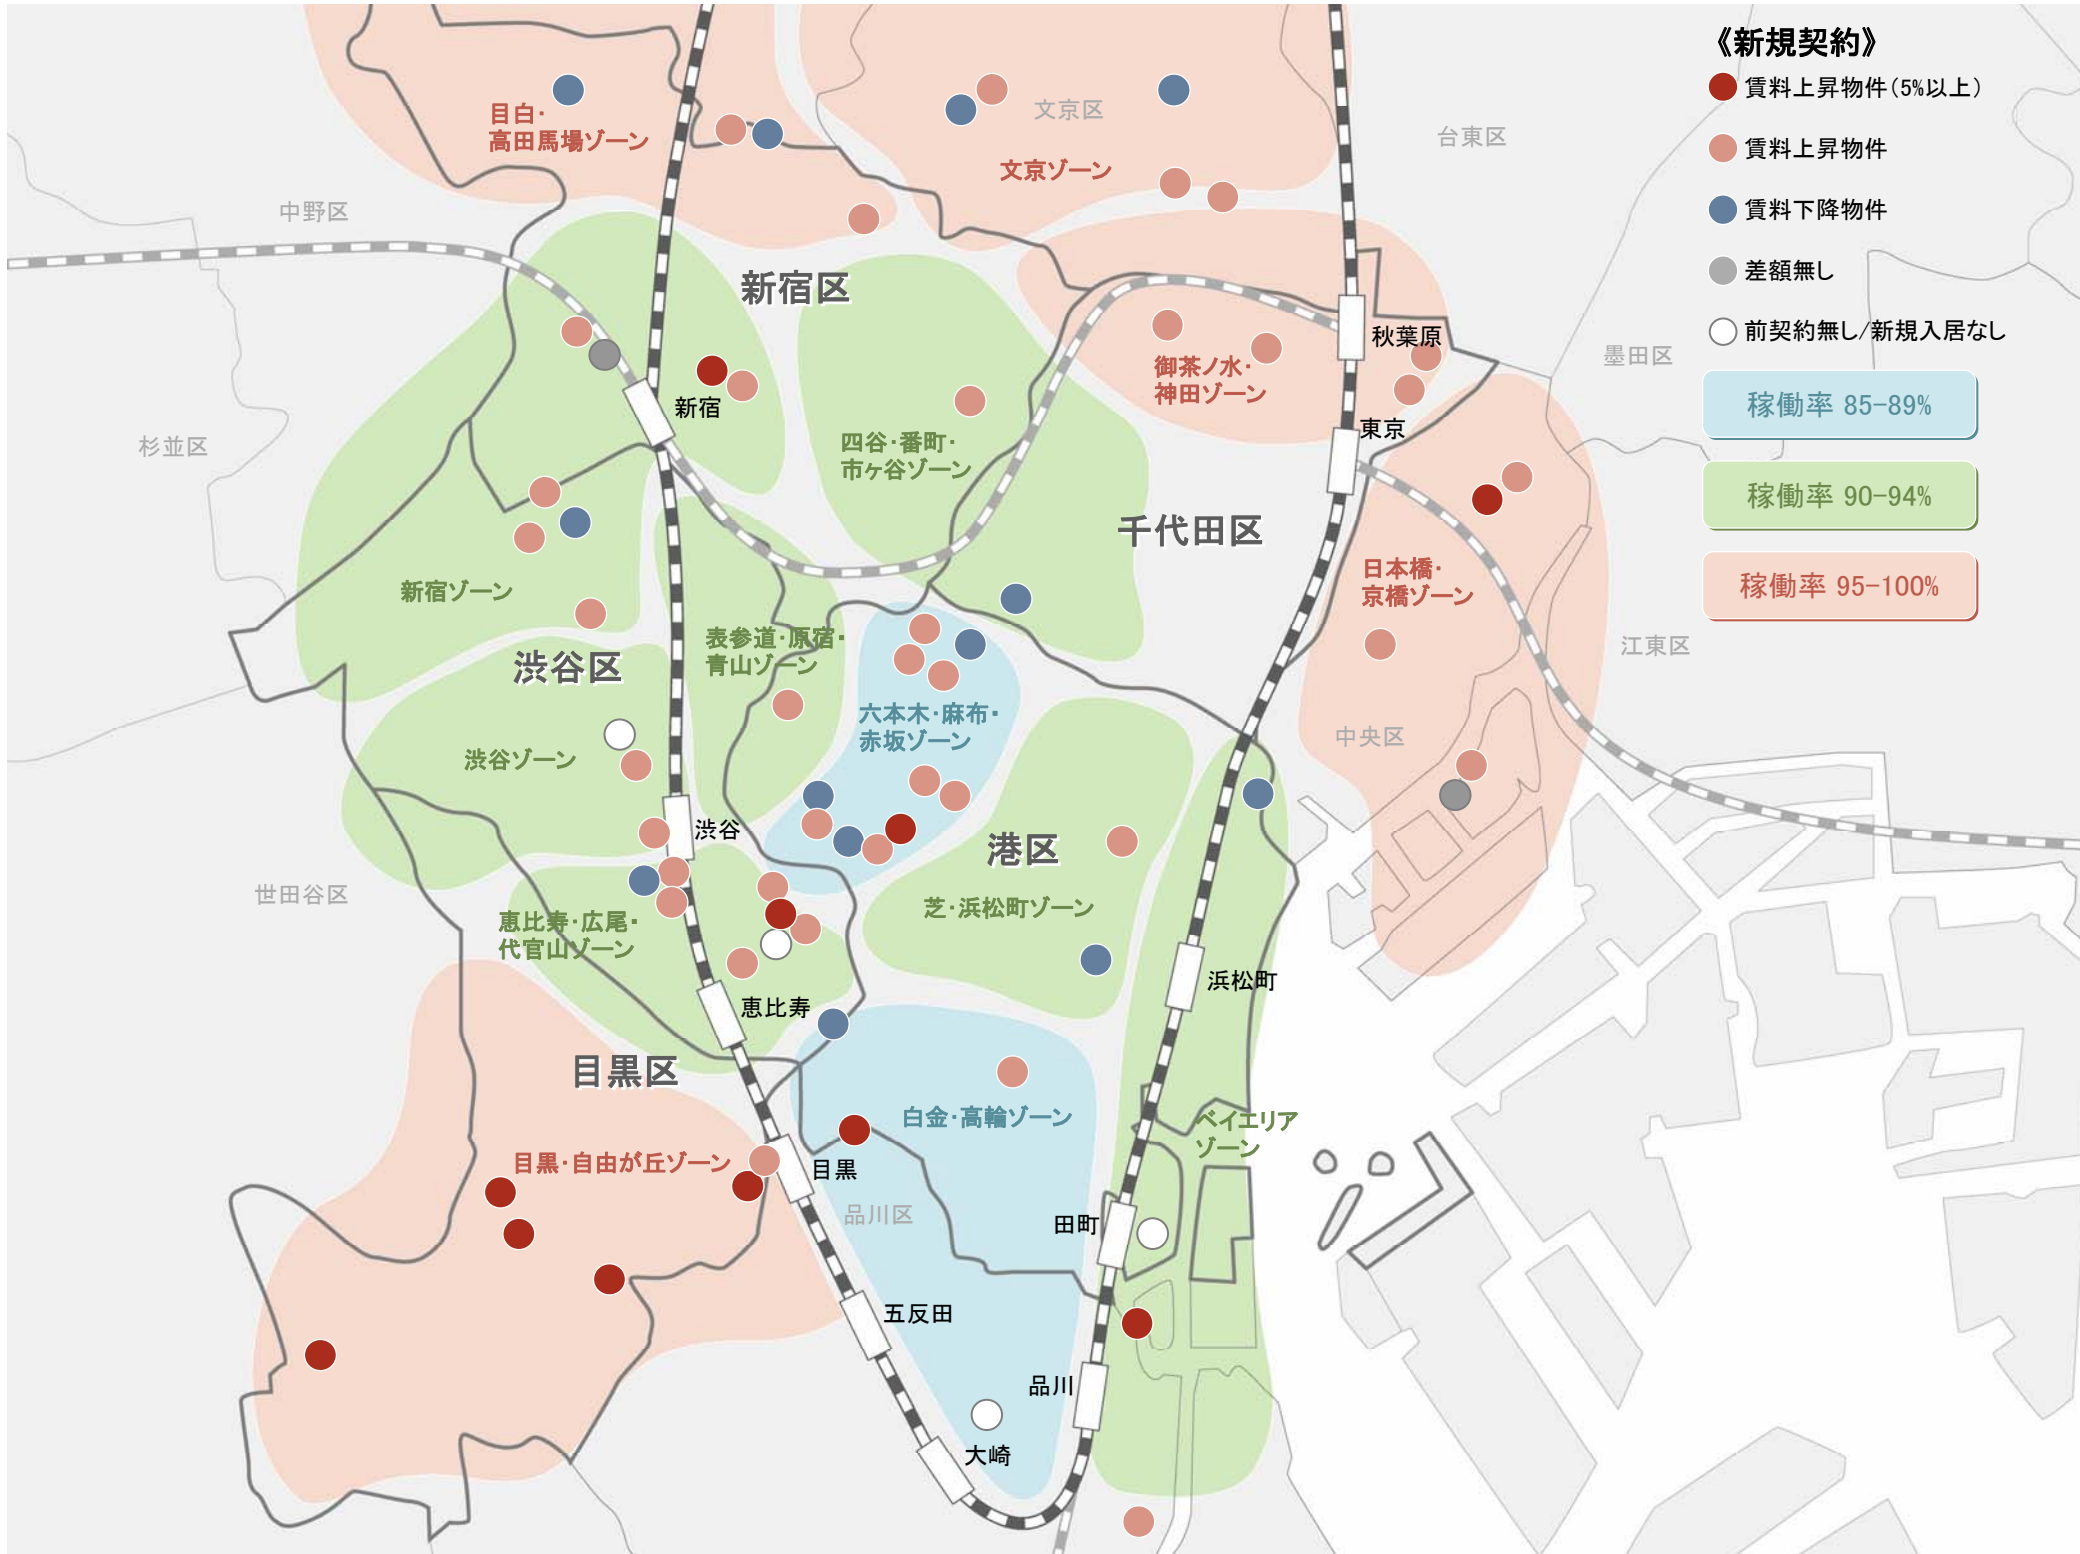 《新規契約》
賃料上昇物件(5%以上)
賃料上昇物件
賃料下降物件
差額無し
前契約無し/新規入居なし
稼働率 85-89%
稼働率 90-94%
稼働率 95-100%
目白・
高田馬場ゾーン
文京区
文京ゾーン
台東区
中野区
新宿区
秋葉原
御茶ノ水・
神田ゾーン
墨田区
新宿
東京
杉並区
四谷・番町・
市ヶ谷ゾーン
千代田区
日本橋・
京橋ゾーン
新宿ゾーン
表参道・原宿・
青山ゾーン
江東区
渋谷区
六本木・麻布・
赤坂ゾーン
中央区
渋谷ゾーン
渋谷
港区
世田谷区
芝・浜松町ゾーン
恵比寿・広尾・
代官山ゾーン
浜松町
恵比寿
目黒区
白金・高輪ゾーン
ベイエリア
ゾーン
目黒・自由が丘ゾーン
目黒
品川区
田町
五反田
品川
大崎